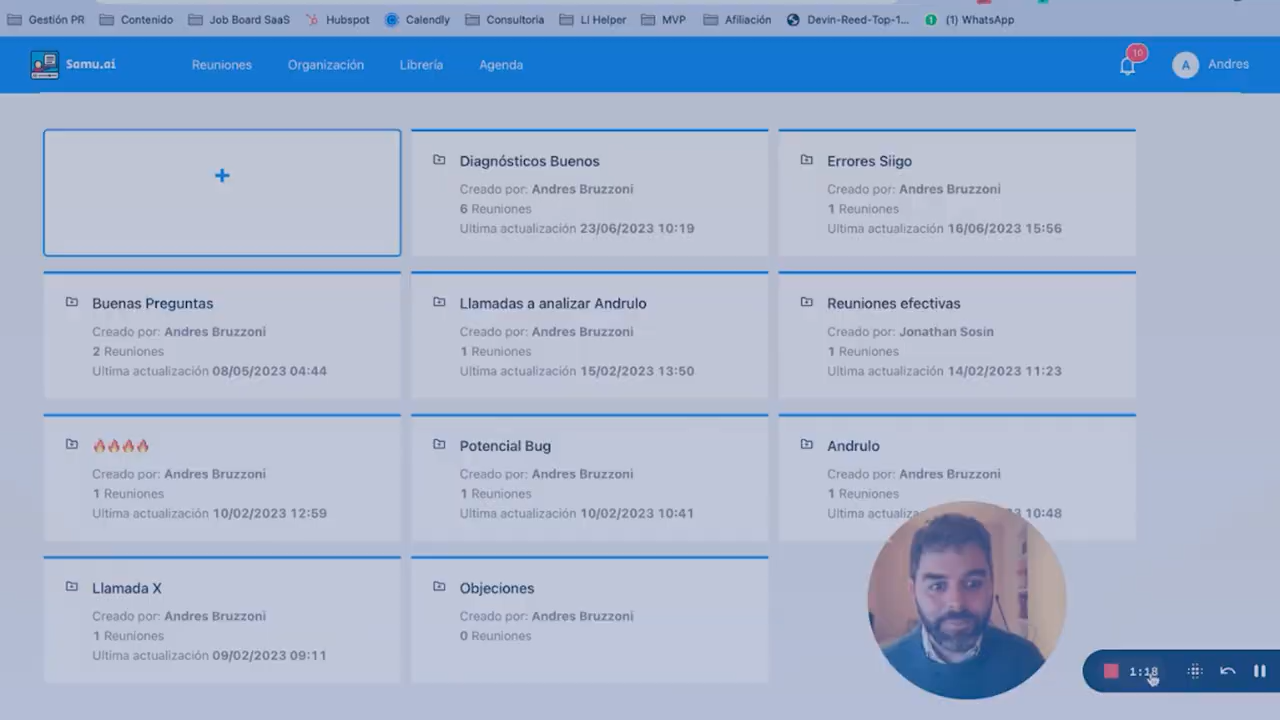 Gestión PR Contenido Job Board SaaS Hubspot Calendly Consultoria LI Helper MVP Afiliación Devin-Reed-Top-1... (1) WhatsApp
Samu.ai Reuniones Organización Librería Agenda 10 A Andres
+
Diagnósticos Buenos
Creado por: Andres Bruzzoni
6 Reuniones
Ultima actualización 23/06/2023 10:19
Errores Siigo
Creado por: Andres Bruzzoni
1 Reuniones
Ultima actualización 16/06/2023 15:56
Buenas Preguntas
Creado por: Andres Bruzzoni
2 Reuniones
Ultima actualización 08/05/2023 04:44
Llamadas a analizar Andrulo
Creado por: Andres Bruzzoni
1 Reuniones
Ultima actualización 15/02/2023 13:50
Reuniones efectivas
Creado por: Jonathan Sosin
1 Reuniones
Ultima actualización 14/02/2023 11:23
🔥🔥🔥🔥
Creado por: Andres Bruzzoni
1 Reuniones
Ultima actualización 10/02/2023 12:59
Potencial Bug
Creado por: Andres Bruzzoni
1 Reuniones
Ultima actualización 10/02/2023 10:41
Andrulo
Creado por: Andres Bruzzoni
1 Reuniones
Ultima 10:48
Llamada X
Creado por: Andres Bruzzoni
1 Reuniones
Ultima actualización 09/02/2023 09:11
Objeciones
Creado por: Andres Bruzzoni
0 Reuniones
1:18